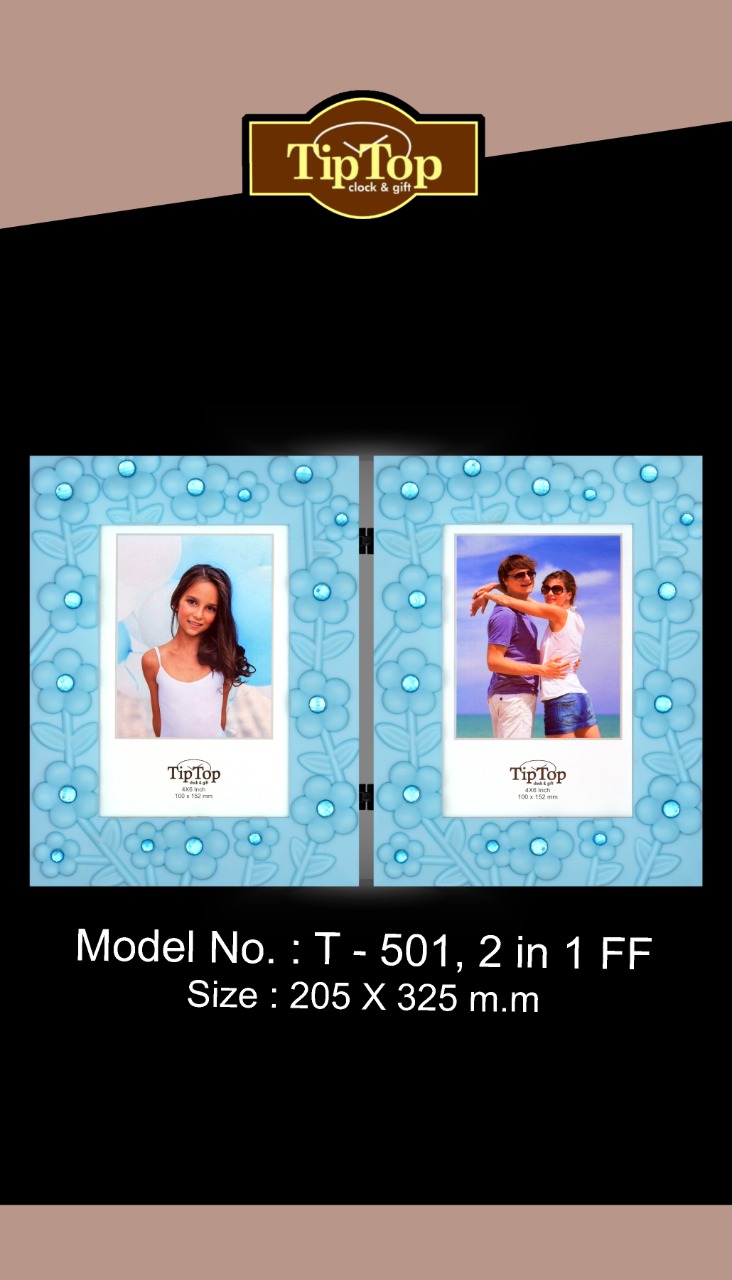 TipTop
clock & gift
TipTop
clock & gift
4X6 Inch
100 x 152 mm
TipTop
clock & gift
4X6 Inch
100 x 152 mm
Model No. : T - 501, 2 in 1 FF
Size : 205 X 325 m.m